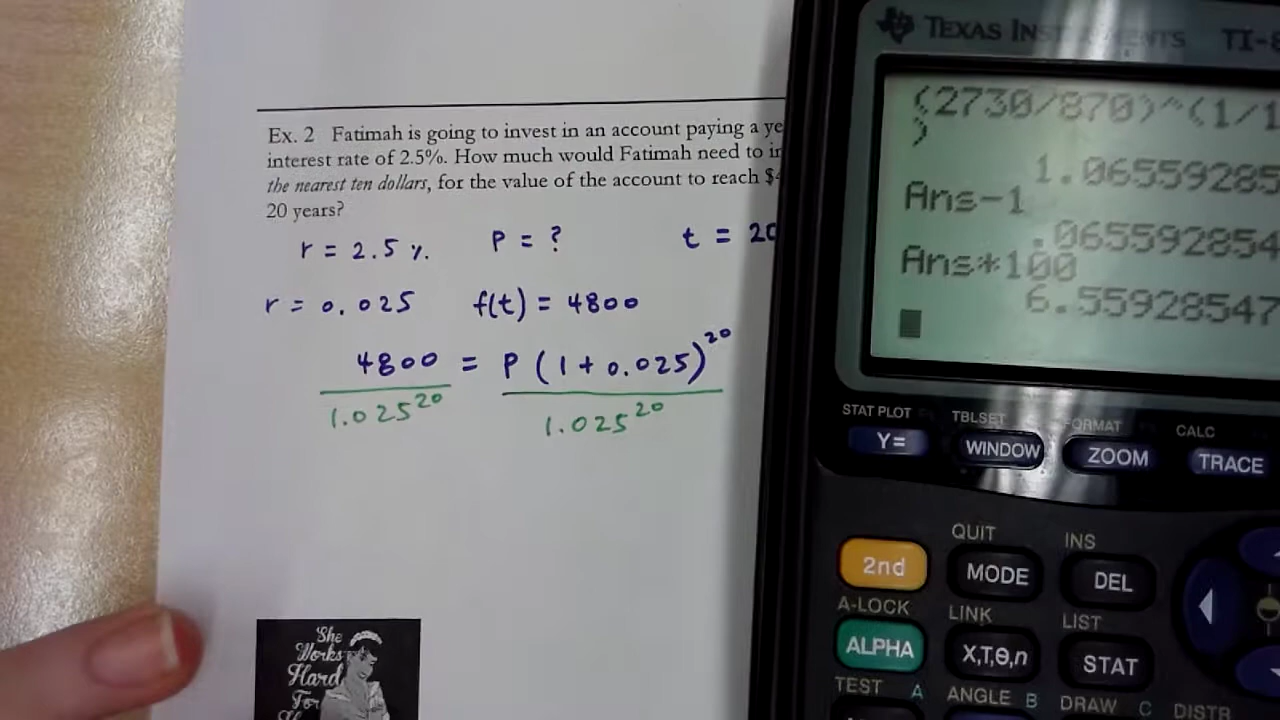 Ex. 2 Fatimah is going to invest in an account paying a
interest rate of 2.5%. How much would Fatimah need to
the nearest ten dollars, for the value of the account to reach $
20 years?
r = 2.5 %. P = ? t = 20
r = 0.025 f(t) = 4800
4800 = P (1 + 0.025)^20
1.025^20 1.025^20
She
Works
Hard
For
TEXAS INSTRUMENTS TI-8
(2730/870)^(1/1
)
1.06559285
Ans-1
.065592854
Ans*100
6.55928547
STAT PLOT TBLSET FORMAT CALC
Y= WINDOW ZOOM TRACE
QUIT INS
2nd MODE DEL
A-LOCK LINK LIST
ALPHA X,T,θ,n STAT
TEST A ANGLE B DRAW C DISTR